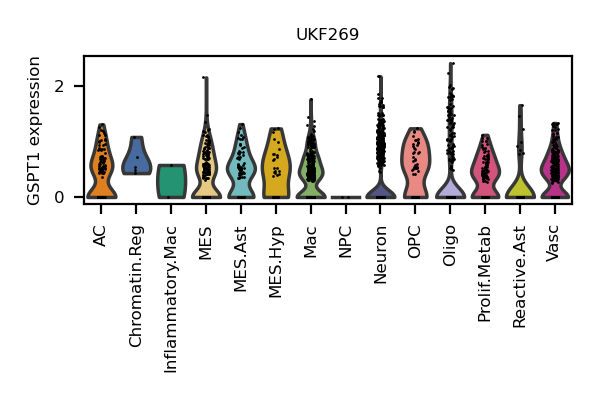 UKF269
GSPT1 expression
2
0
AC
Chromatin.Reg
Inflammatory.Mac
MES
MES.Ast
MES.Hyp
Mac
NPC
Neuron
OPC
Oligo
Prolif.Metab
Reactive.Ast
Vasc